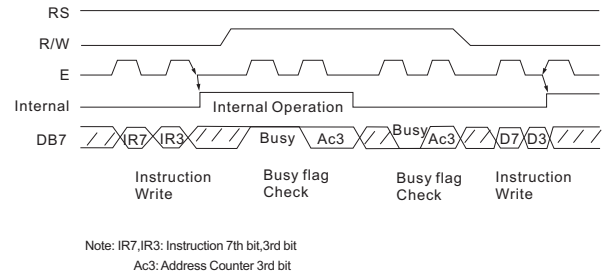 RS
R/W
E
Internal
Internal Operation
DB7
IR7
IR3
Busy
Ac3
Busy
Ac3
D7
D3
Instruction
Write
Busy flag
Check
Busy flag
Check
Instruction
Write
Note: IR7,IR3: Instruction 7th bit,3rd bit
Ac3: Address Counter 3rd bit